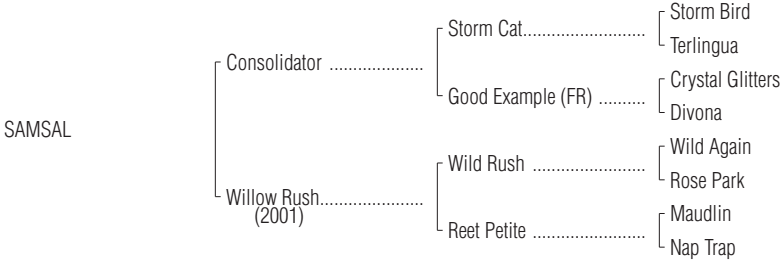 Storm Bird
Storm Cat........................
Terlingua
Consolidator ...................
Crystal Glitters
Good Example (FR) ..........
Divona
SAMSAL
Wild Again
Wild Rush .......................
Rose Park
Willow Rush.....................
(2001)
Maudlin
Reet Petite .......................
Nap Trap